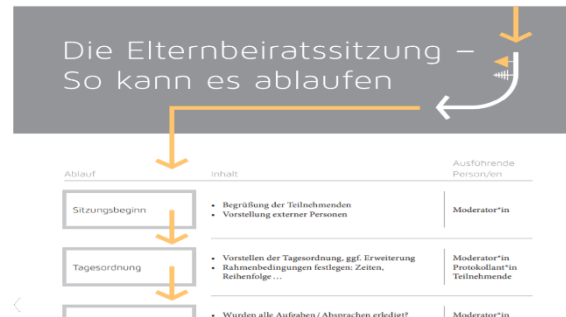 Die Elternbeiratssitzung –
So kann es ablaufen
Ablauf
Inhalt
Ausführende
Person/en
Sitzungsbeginn
• Begrüßung der Teilnehmenden
• Vorstellung externer Personen
Moderator*in
Tagesordnung
• Vorstellen der Tagesordnung, ggf. Erweiterung
• Rahmenbedingungen festlegen: Zeiten,
Reihenfolge …
Moderator*in
Protokollant*in
Teilnehmende
• Wurden alle Aufgaben/ Absprachen erledigt?
Moderator*in